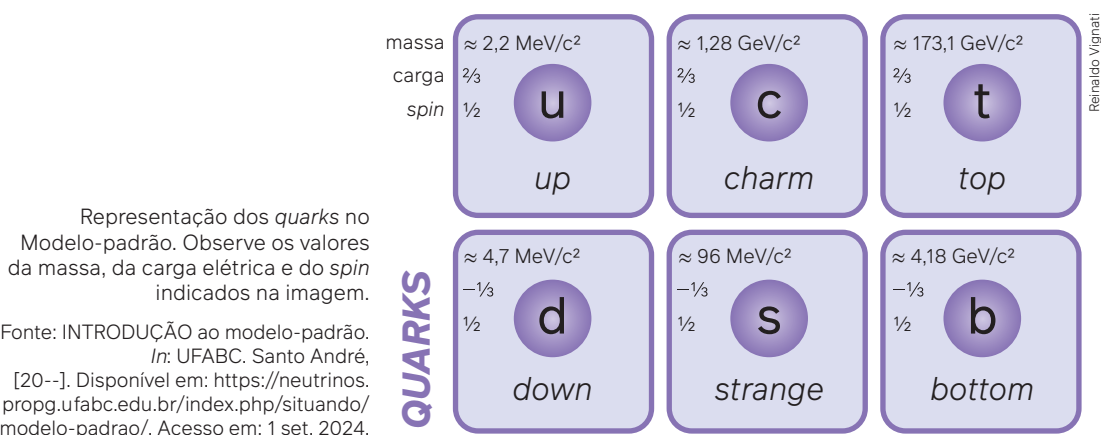 massa
carga
spin
≈ 2,2 MeV/c²
⅔
½
u
up
≈ 1,28 GeV/c²
⅔
½
c
charm
≈ 173,1 GeV/c²
⅔
½
t
top
Reinaldo Vignati
Representação dos quarks no
Modelo-padrão. Observe os valores
da massa, da carga elétrica e do spin
indicados na imagem.
Fonte: INTRODUÇÃO ao modelo-padrão.
In: UFABC. Santo André,
[20--]. Disponível em: https://neutrinos.
propg.ufabc.edu.br/index.php/situando/
modelo-padrao/. Acesso em: 1 set. 2024.
QUARKS
≈ 4,7 MeV/c²
−⅓
½
d
down
≈ 96 MeV/c²
−⅓
½
s
strange
≈ 4,18 GeV/c²
−⅓
½
b
bottom